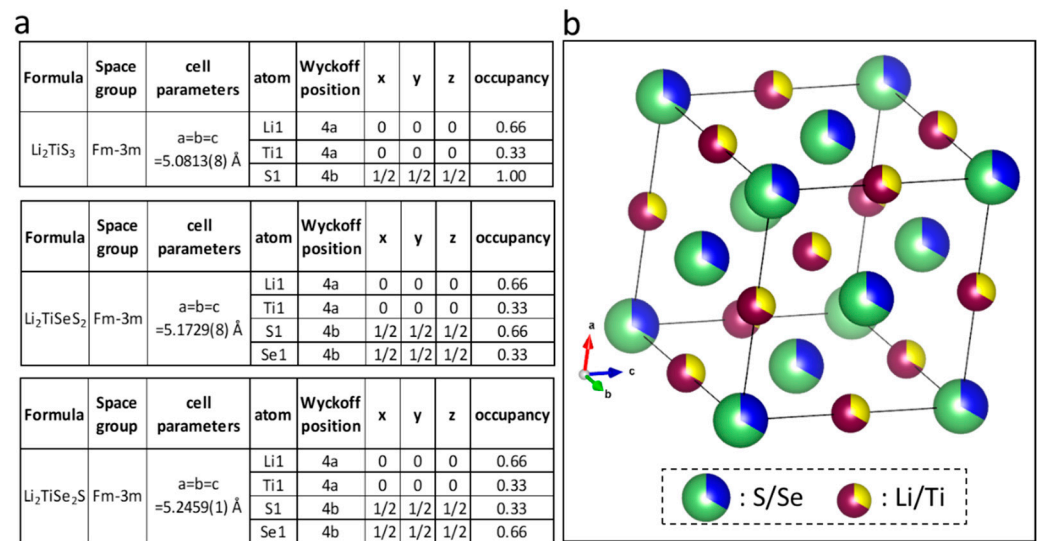 a
Formula Space group cell parameters atom Wyckoff position x y z occupancy
Li₂TiS₃ Fm-3m a=b=c =5.0813(8) Å
Li1 4a 0 0 0 0.66
Ti1 4a 0 0 0 0.33
S1 4b 1/2 1/2 1/2 1.00
Formula Space group cell parameters atom Wyckoff position x y z occupancy
Li₂TiSeS₂ Fm-3m a=b=c =5.1729(8) Å
Li1 4a 0 0 0 0.66
Ti1 4a 0 0 0 0.33
S1 4b 1/2 1/2 1/2 0.66
Se1 4b 1/2 1/2 1/2 0.33
Formula Space group cell parameters atom Wyckoff position x y z occupancy
Li₂TiSe₂S Fm-3m a=b=c =5.2459(1) Å
Li1 4a 0 0 0 0.66
Ti1 4a 0 0 0 0.33
S1 4b 1/2 1/2 1/2 0.33
Se1 4b 1/2 1/2 1/2 0.66
b
a
c
b
: S/Se : Li/Ti